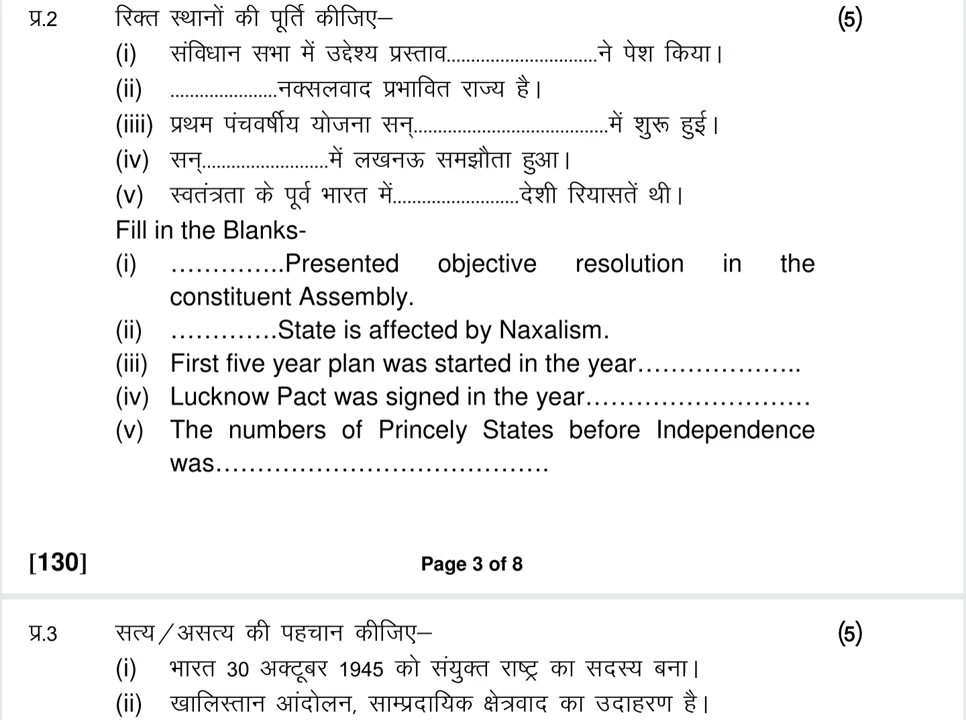 प्र.2 रिक्त स्थानों की पूर्ति कीजिए– (5)
(i) संविधान सभा में उद्देश्य प्रस्ताव..............................ने पेश किया।
(ii) ......................नक्सलवाद प्रभावित राज्य है।
(iiii) प्रथम पंचवर्षीय योजना सन्.......................................में शुरू हुई।
(iv) सन्..........................में लखनऊ समझौता हुआ।
(v) स्वतंत्रता के पूर्व भारत में..........................देशी रियासतें थी।
Fill in the Blanks-
(i) ..............Presented objective resolution in the
constituent Assembly.
(ii) .............State is affected by Naxalism.
(iii) First five year plan was started in the year....................
(iv) Lucknow Pact was signed in the year...........................
(v) The numbers of Princely States before Independence
was........................................
[130] Page 3 of 8
प्र.3 सत्य/असत्य की पहचान कीजिए– (5)
(i) भारत 30 अक्टूबर 1945 को संयुक्त राष्ट्र का सदस्य बना।
(ii) खालिस्तान आंदोलन, साम्प्रदायिक क्षेत्रवाद का उदाहरण है।